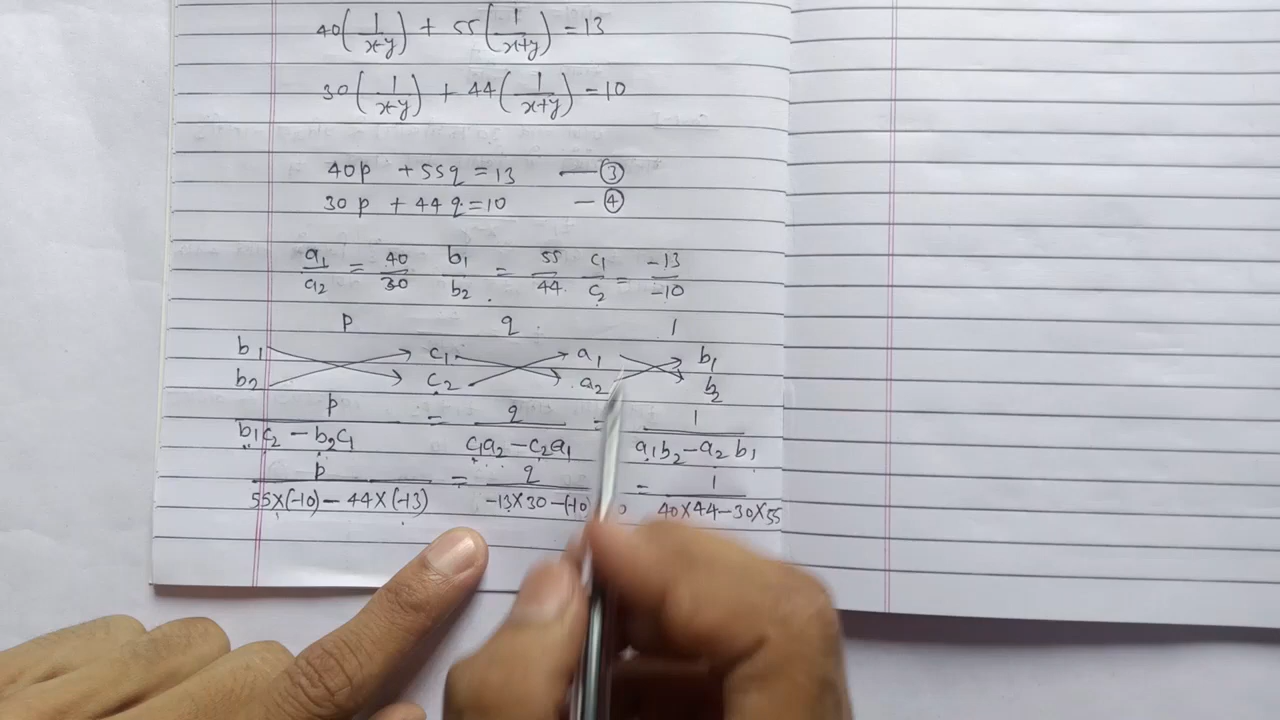 40(1/x+y) + 55(1/x+y) = 13
30(1/x+y) + 44(1/x+y) = 10
40p + 55q = 13 — ③
30p + 44q = 10 — ④
a₁/a₂ = 40/30 b₁/b₂ = 55/44 c₁/c₂ = -13/-10
p q 1
b₁ c₁ a₁ b₁
b₂ c₂ a₂ b₂
p/b₁c₂ - b₂c₁ = q/c₁a₂ - c₂a₁ = 1/a₁b₂ - a₂b₁
p/55×(-10) - 44×(-13) = q/-13×30 - (-10) = 1/40×44 - 30×55